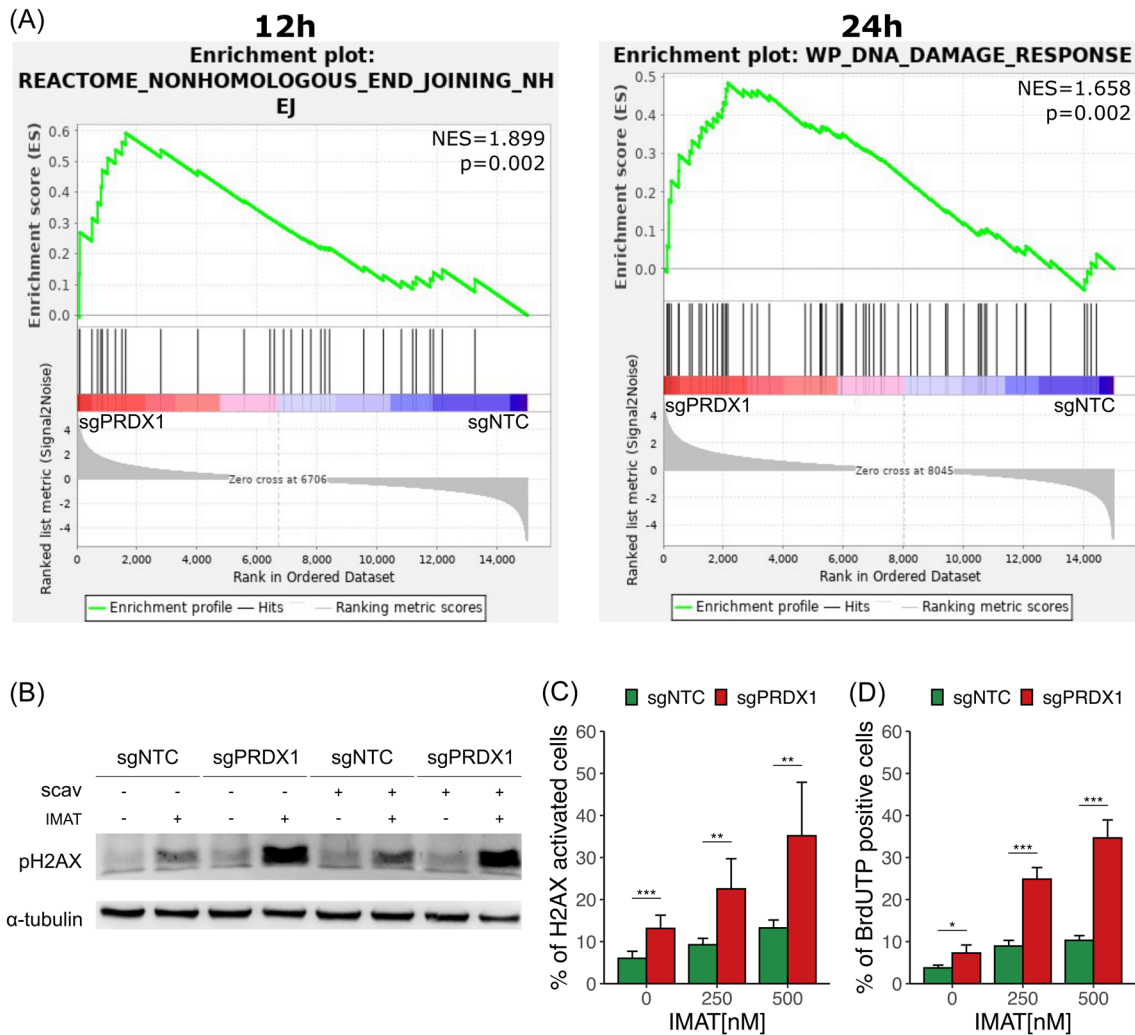 (A)
12h
Enrichment plot:
REACTOME_NONHOMOLOGOUS_END_JOINING_NH
EJ
NES=1.899
p=0.002
Enrichment score (ES)
0.6
0.5
0.4
0.3
0.2
0.1
0.0
sgPRDX1
sgNTC
Ranked list metric (Signal2Noise)
4
2
0
-2
-4
Zero cross at 6706
0
2,000
4,000
6,000
8,000
10,000
12,000
14,000
Rank in Ordered Dataset
Enrichment profile
Hits
Ranking metric scores
24h
Enrichment plot: WP_DNA_DAMAGE_RESPONSE
NES=1.658
p=0.002
Enrichment score (ES)
0.5
0.4
0.3
0.2
0.1
0.0
sgPRDX1
sgNTC
Ranked list metric (Signal2Noise)
4
2
0
-2
-4
Zero cross at 8045
0
2,000
4,000
6,000
8,000
10,000
12,000
14,000
Rank in Ordered Dataset
Enrichment profile
Hits
Ranking metric scores
(B)
sgNTC sgPRDX1 sgNTC sgPRDX1
scav - - - - + + + +
IMAT - + - + - + - +
pH2AX
α-tubulin
(C)
sgNTC sgPRDX1
% of H2AX activated cells
60
50
40
30
20
10
0
***
**
**
0 250 500
IMAT[nM]
(D)
sgNTC sgPRDX1
% of BrdUTP positive cells
60
50
40
30
20
10
0
*
***
***
0 250 500
IMAT[nM]